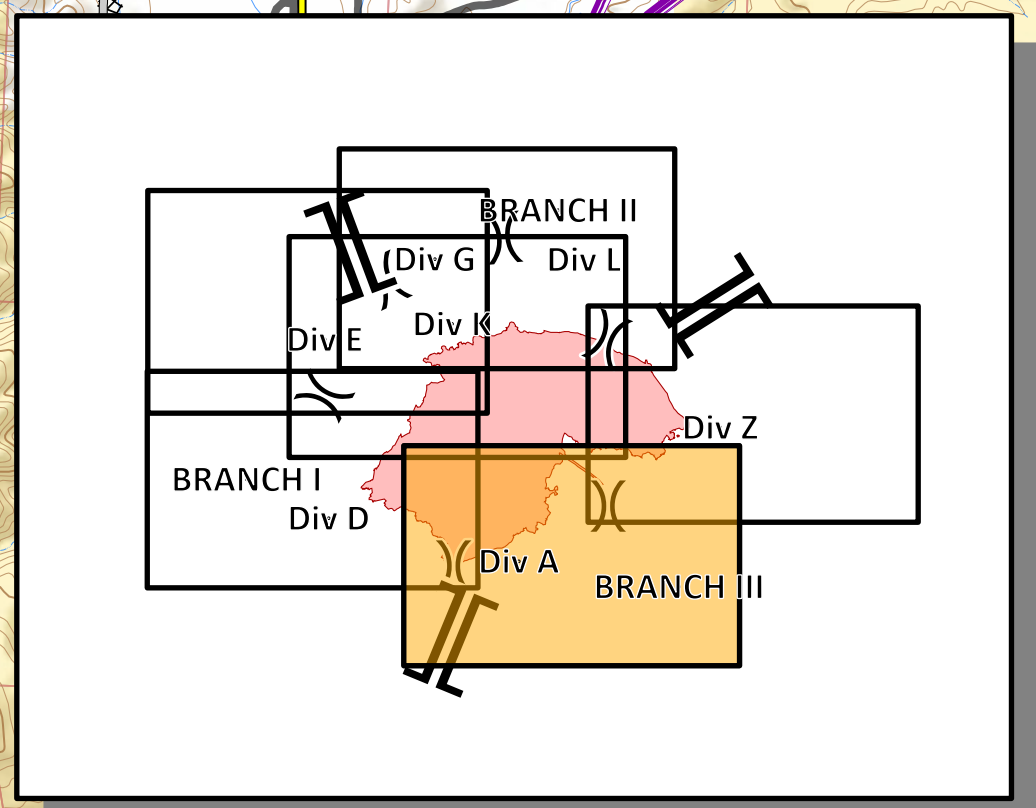 BRANCH II
Div G
Div L
Div K
Div E
Div Z
BRANCH I
Div D
Div A
BRANCH III